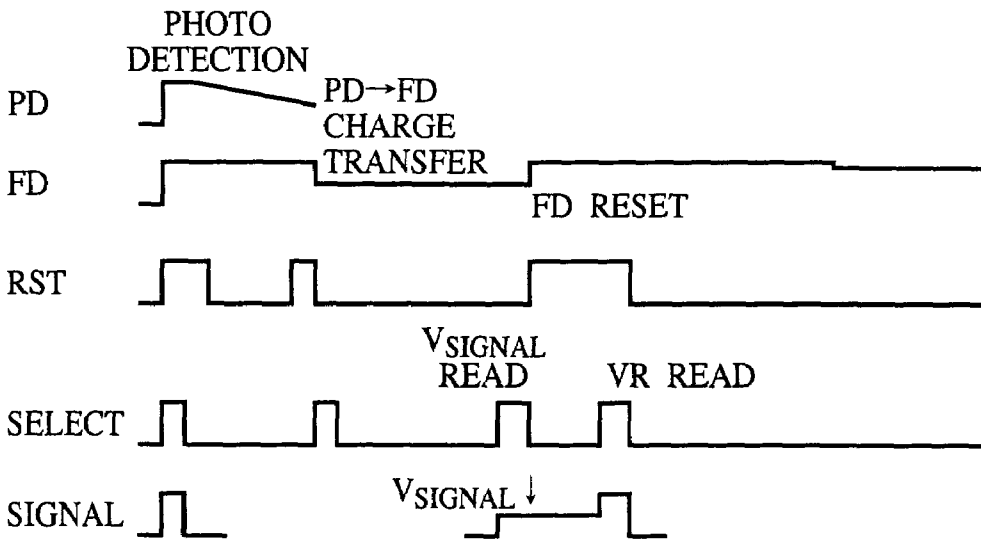 PHOTO
DETECTION
PD
PD→FD
CHARGE
TRANSFER
FD
FD RESET
RST
VSIGNAL
READ
VR READ
SELECT
VSIGNAL ↓
SIGNAL